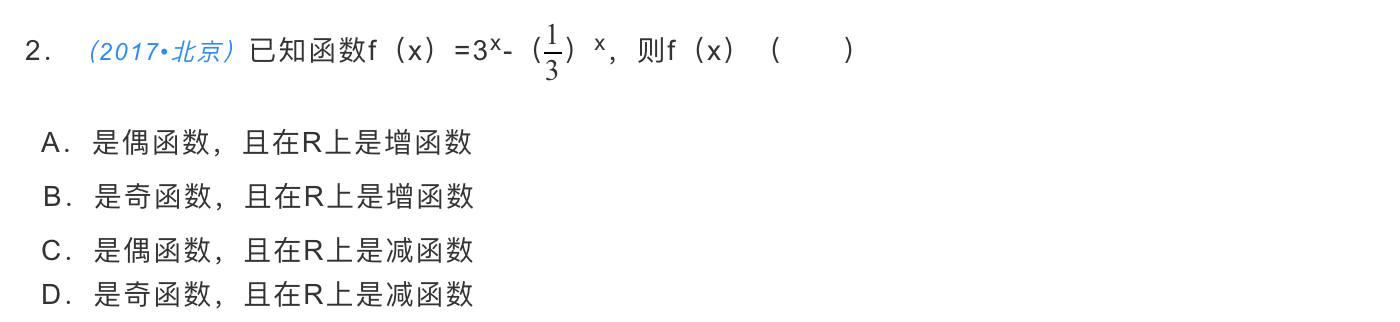 2. （2017•北京）已知函数f（x）=3ˣ-（1/3）ˣ，则f（x）（ ）
A. 是偶函数，且在R上是增函数
B. 是奇函数，且在R上是增函数
C. 是偶函数，且在R上是减函数
D. 是奇函数，且在R上是减函数